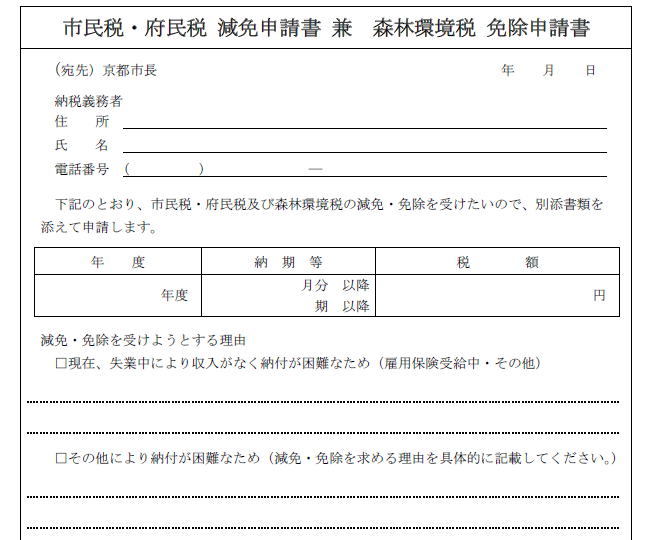 市民税・府民税 減免申請書 兼　森林環境税 免除申請書
（宛先）京都市長　　年　　月　　日
納税義務者
住　　所
氏　　名
電話番号　（　　　　　）　　　　　　　―
下記のとおり、市民税・府民税及び森林環境税の減免・免除を受けたいので、別添書類を
添えて申請します。
年　　度　　納　期　等　　税　　　　額
年度　　月分　以降　　円
期　以降
減免・免除を受けようとする理由
□現在、失業中により収入がなく納付が困難なため（雇用保険受給中・その他）
□その他により納付が困難なため（減免・免除を求める理由を具体的に記載してください。）